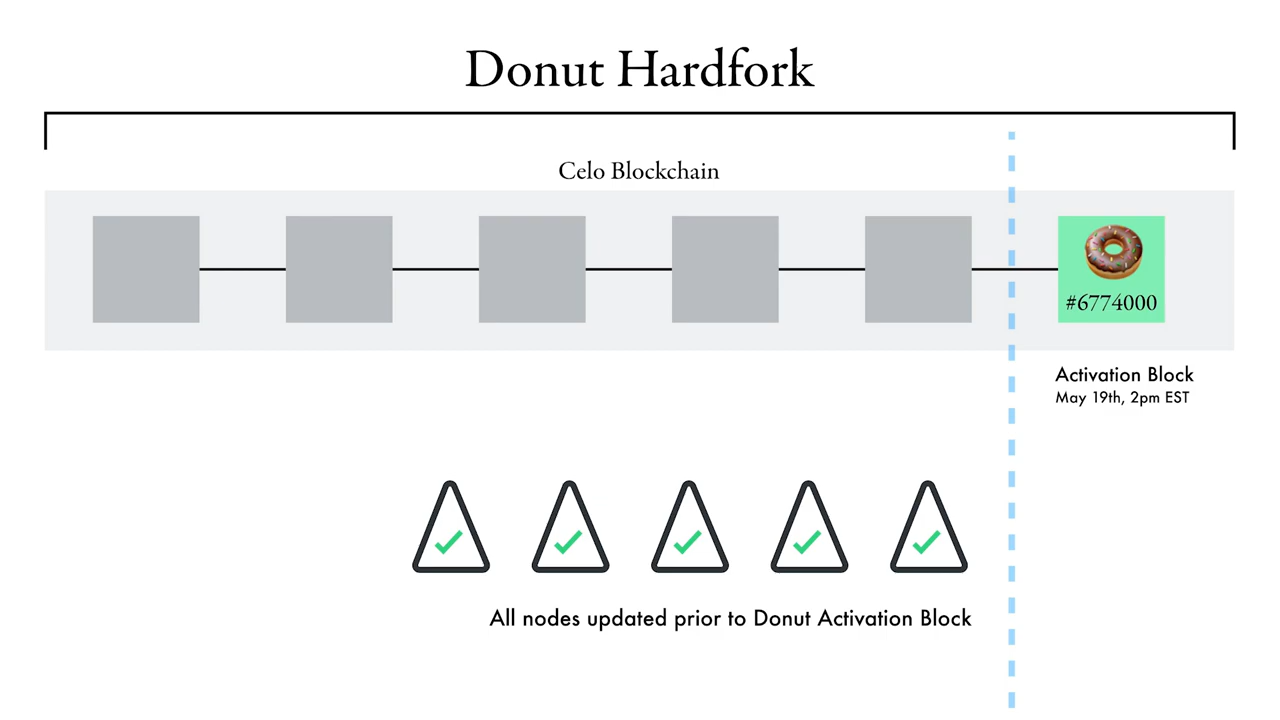 Donut Hardfork
Celo Blockchain
#6774000
Activation Block
May 19th, 2pm EST
All nodes updated prior to Donut Activation Block